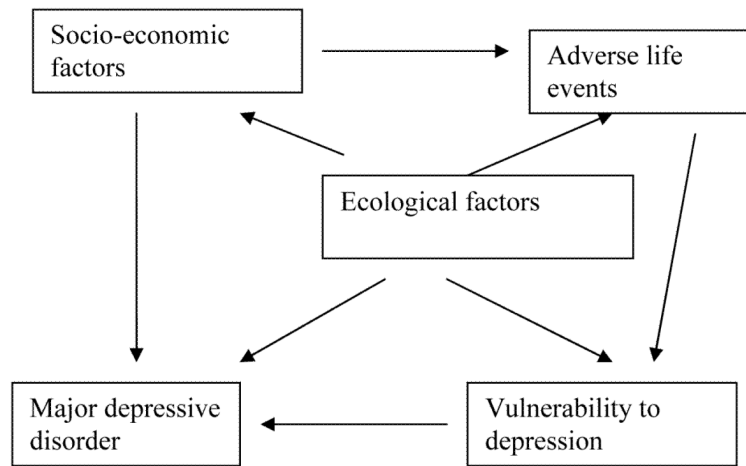 Socio-economic
factors
Adverse life
events
Ecological factors
Major depressive
disorder
Vulnerability to
depression